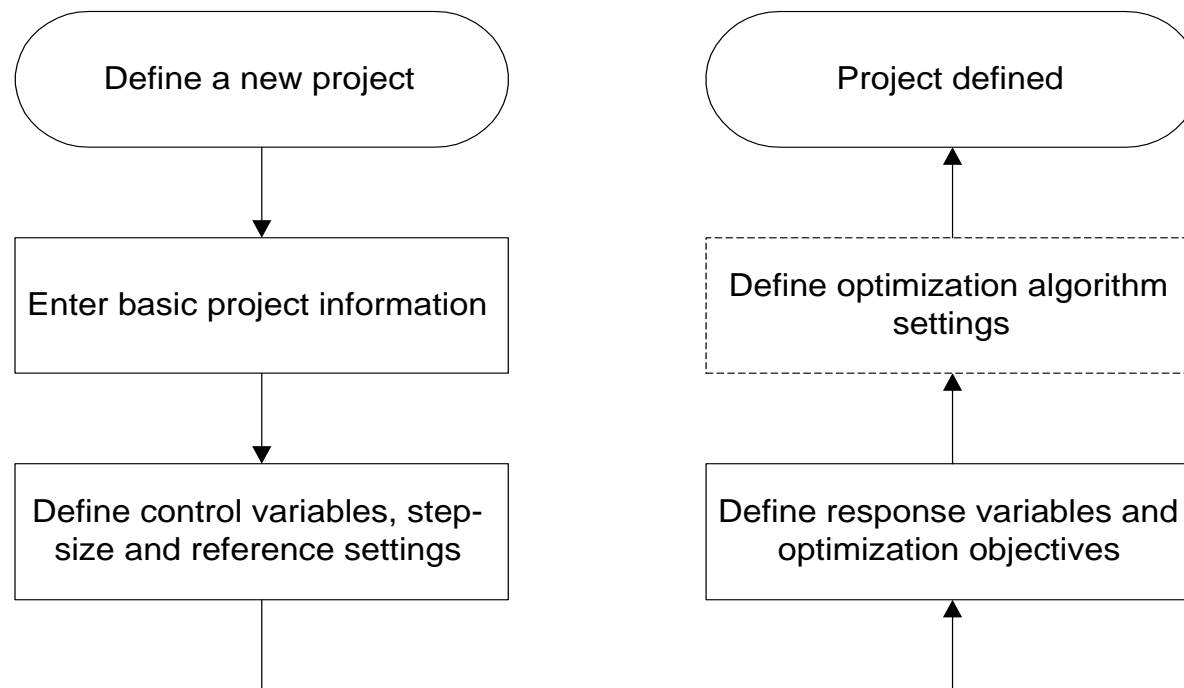 Define a new project
Enter basic project information
Define control variables, step-
size and reference settings
Project defined
Define optimization algorithm
settings
Define response variables and
optimization objectives